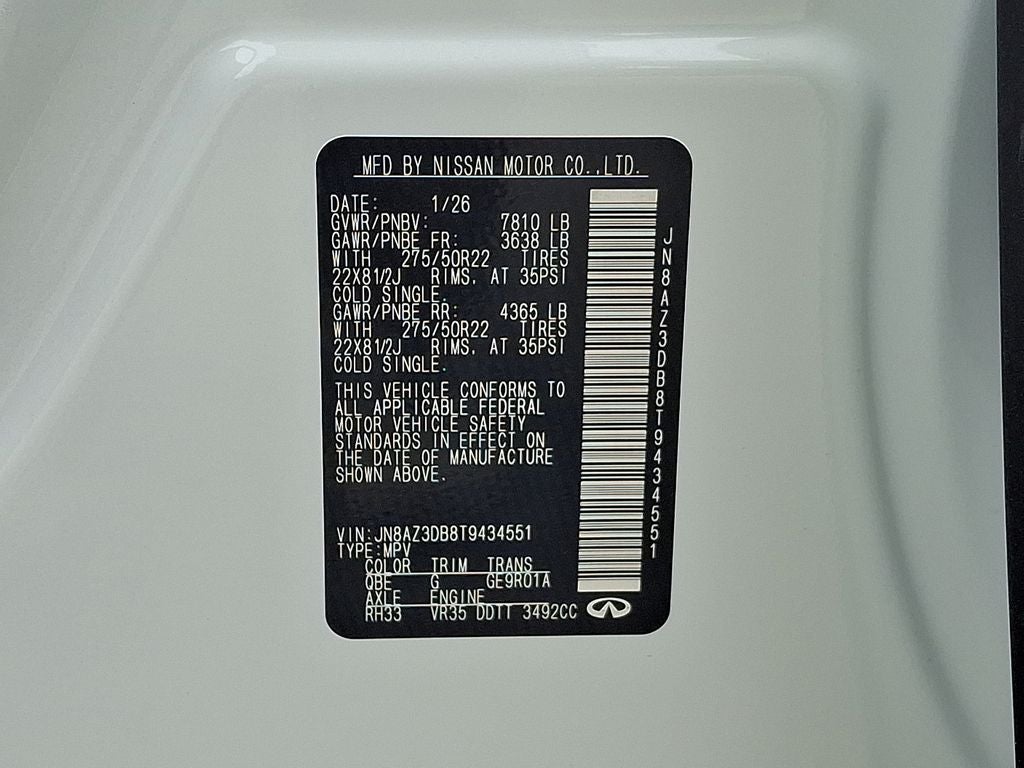 MFD BY NISSAN MOTOR CO.,LTD.
DATE: 1/26
GVWR/PNBV: 7810 LB
GAWR/PNBE FR: 3638 LB
WITH 275/50R22 TIRES
22X81/2J RIMS, AT 35PSI
COLD SINGLE.
GAWR/PNBE RR: 4365 LB
WITH 275/50R22 TIRES
22X81/2J RIMS, AT 35PSI
COLD SINGLE.
THIS VEHICLE CONFORMS TO
ALL APPLICABLE FEDERAL
MOTOR VEHICLE SAFETY
STANDARDS IN EFFECT ON
THE DATE OF MANUFACTURE
SHOWN ABOVE.
VIN:JN8AZ3DB8T9434551
TYPE:MPV
COLOR TRIM TRANS
QBE G GE9R01A
AXLE ENGINE
RH33 VR35 DDTT 3492CC
JN8AZ3DB8T9434551